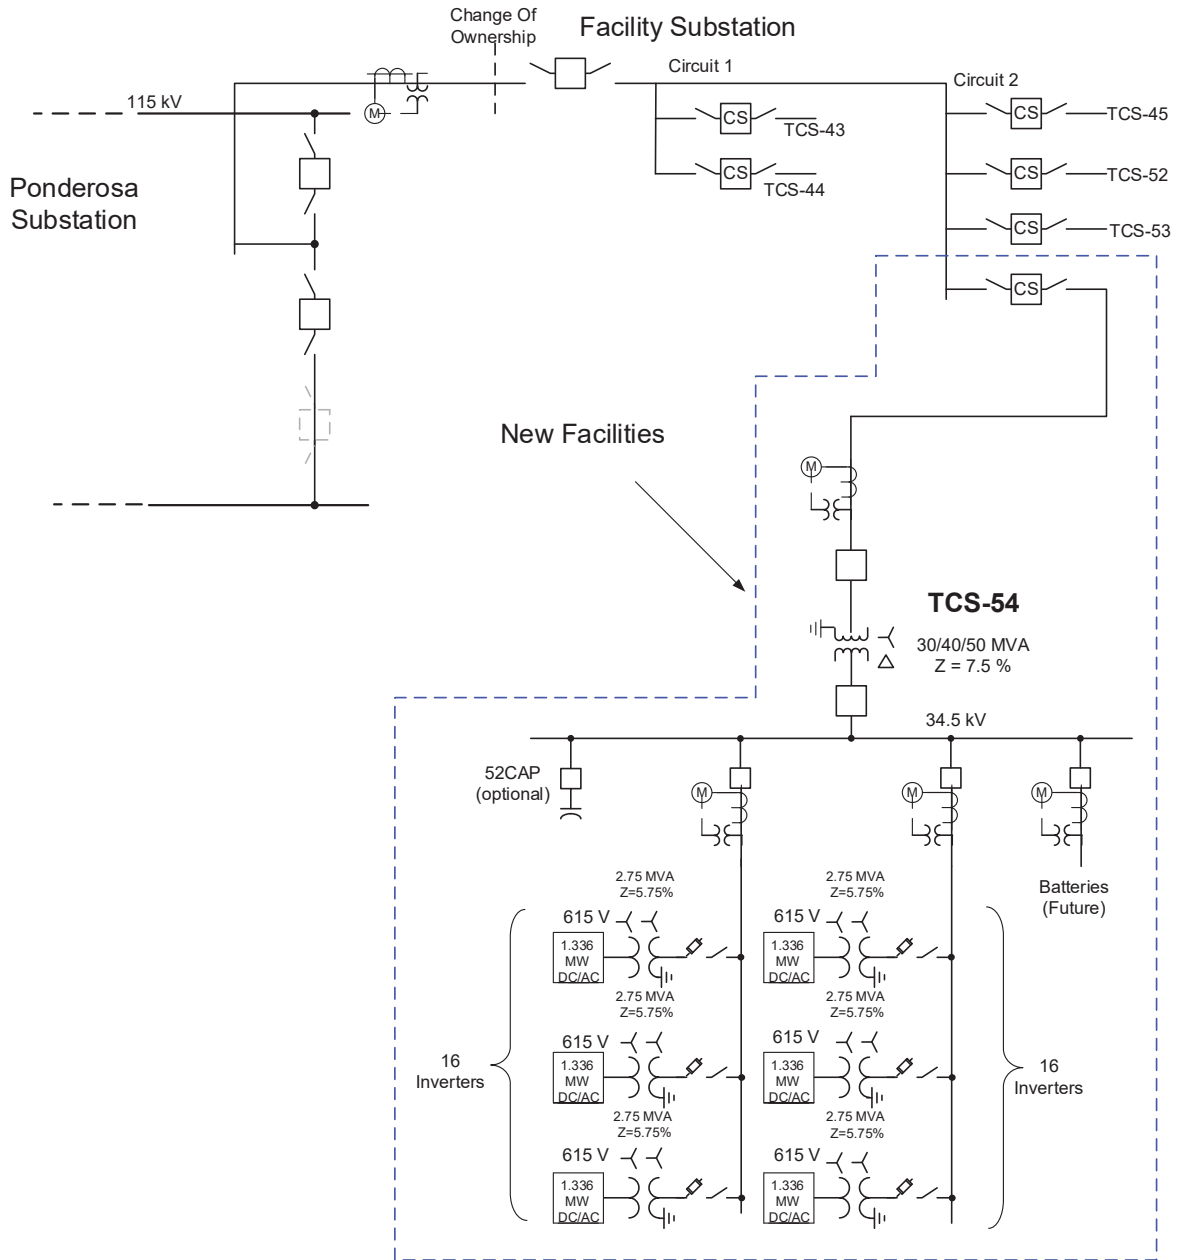 Change Of
Ownership
Facility Substation
Circuit 1
Circuit 2
115 kV
M
CS
TCS-43
CS
TCS-44
CS
TCS-45
CS
TCS-52
CS
TCS-53
CS
Ponderosa
Substation
New Facilities
M
TCS-54
30/40/50 MVA
Z = 7.5 %
34.5 kV
52CAP
(optional)
M
M
M
Batteries
(Future)
2.75 MVA
Z=5.75%
615 V
1.336
MW
DC/AC
2.75 MVA
Z=5.75%
615 V
1.336
MW
DC/AC
2.75 MVA
Z=5.75%
615 V
1.336
MW
DC/AC
2.75 MVA
Z=5.75%
615 V
1.336
MW
DC/AC
2.75 MVA
Z=5.75%
615 V
1.336
MW
DC/AC
2.75 MVA
Z=5.75%
615 V
1.336
MW
DC/AC
16
Inverters
16
Inverters